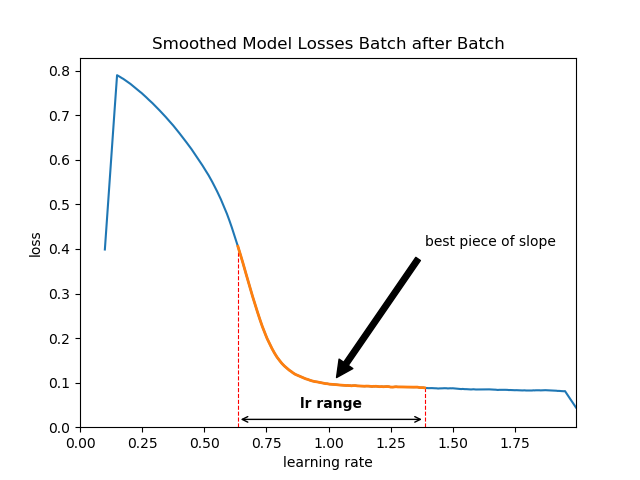 Smoothed Model Losses Batch after Batch
0.8
0.7
0.6
0.5
0.4
0.3
0.2
0.1
0.0
loss
best piece of slope
lr range
0.00 0.25 0.50 0.75 1.00 1.25 1.50 1.75
learning rate